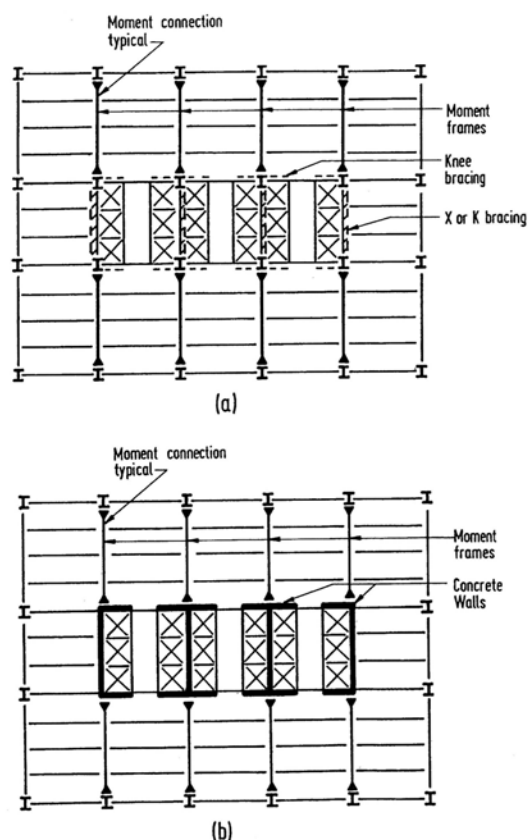 Moment connection
typical
Moment
frames
Knee
bracing
X or K bracing
(a)
Moment connection
typical
Moment
frames
Concrete
Walls
(b)